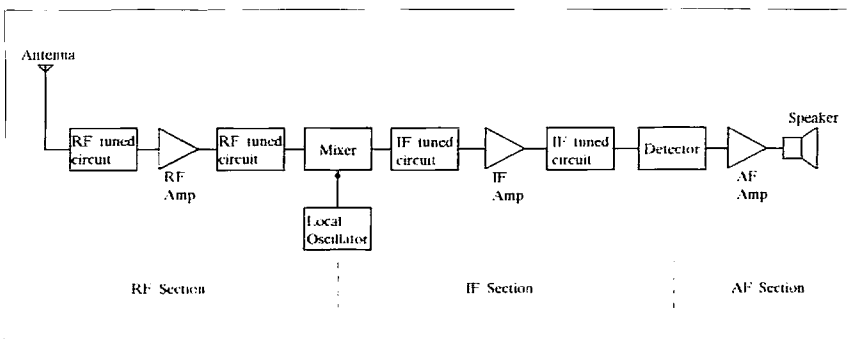 Antenna
Speaker
RF tuned
circuit
RF
Amp
RF tuned
circuit
Mixer
Local
Oscillator
IF tuned
circuit
IF
Amp
IF tuned
circuit
Detector
AF
Amp
RF Section
IF Section
AF Section